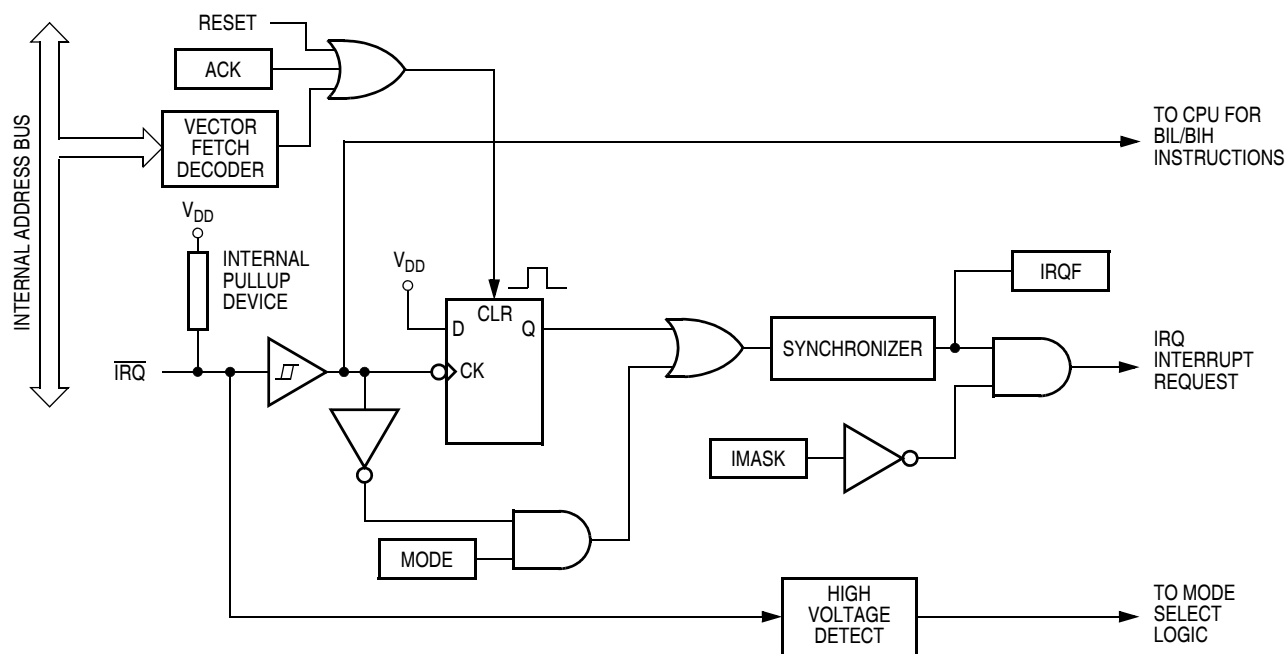 RESET
ACK
VECTOR
FETCH
DECODER
INTERNAL ADDRESS BUS
TO CPU FOR
BIL/BIH
INSTRUCTIONS
VDD
INTERNAL
PULLUP
DEVICE
VDD
CLR
D
Q
CK
IRQ
SYNCHRONIZER
IRQF
IRQ
INTERRUPT
REQUEST
IMASK
MODE
HIGH
VOLTAGE
DETECT
TO MODE
SELECT
LOGIC